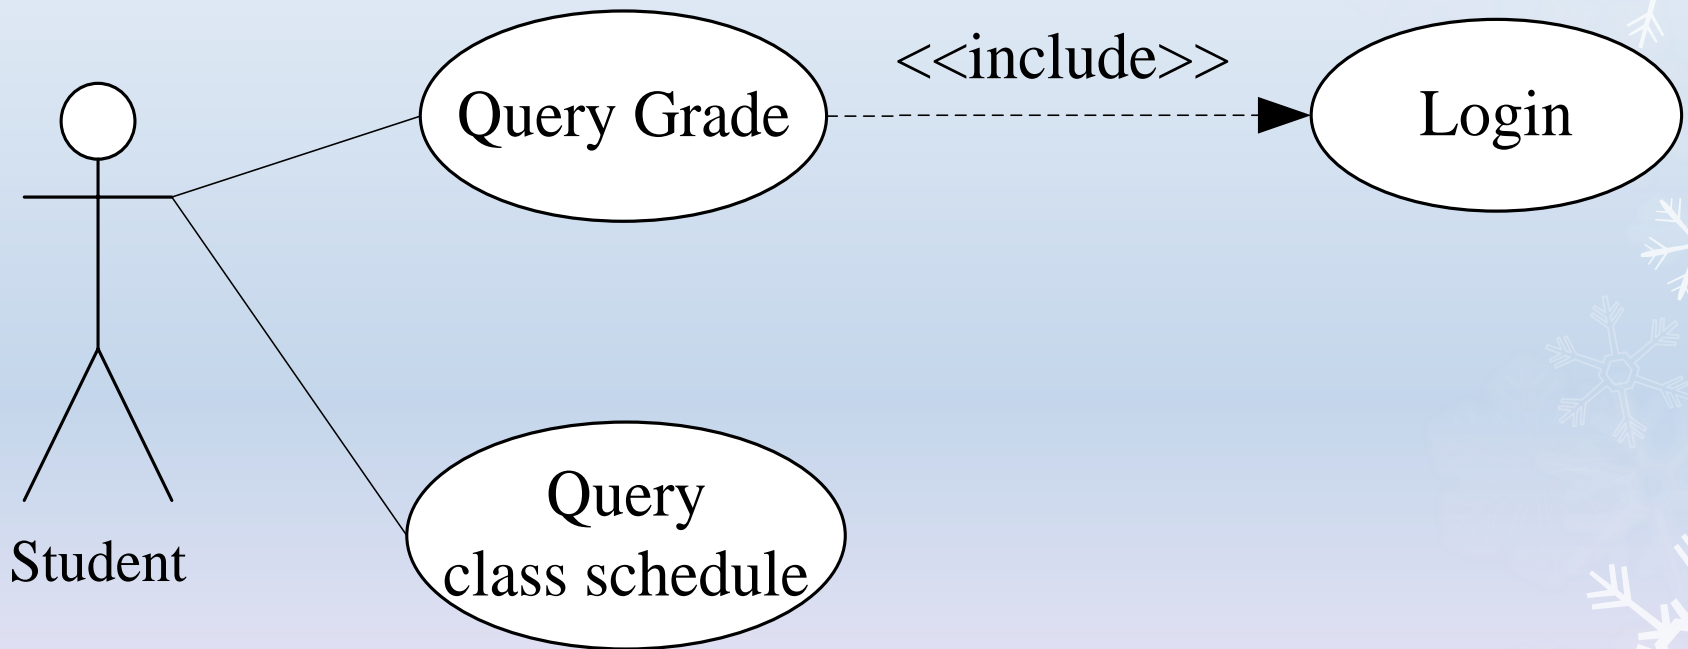 <<include>>
Query Grade
Login
Query
class schedule
Student